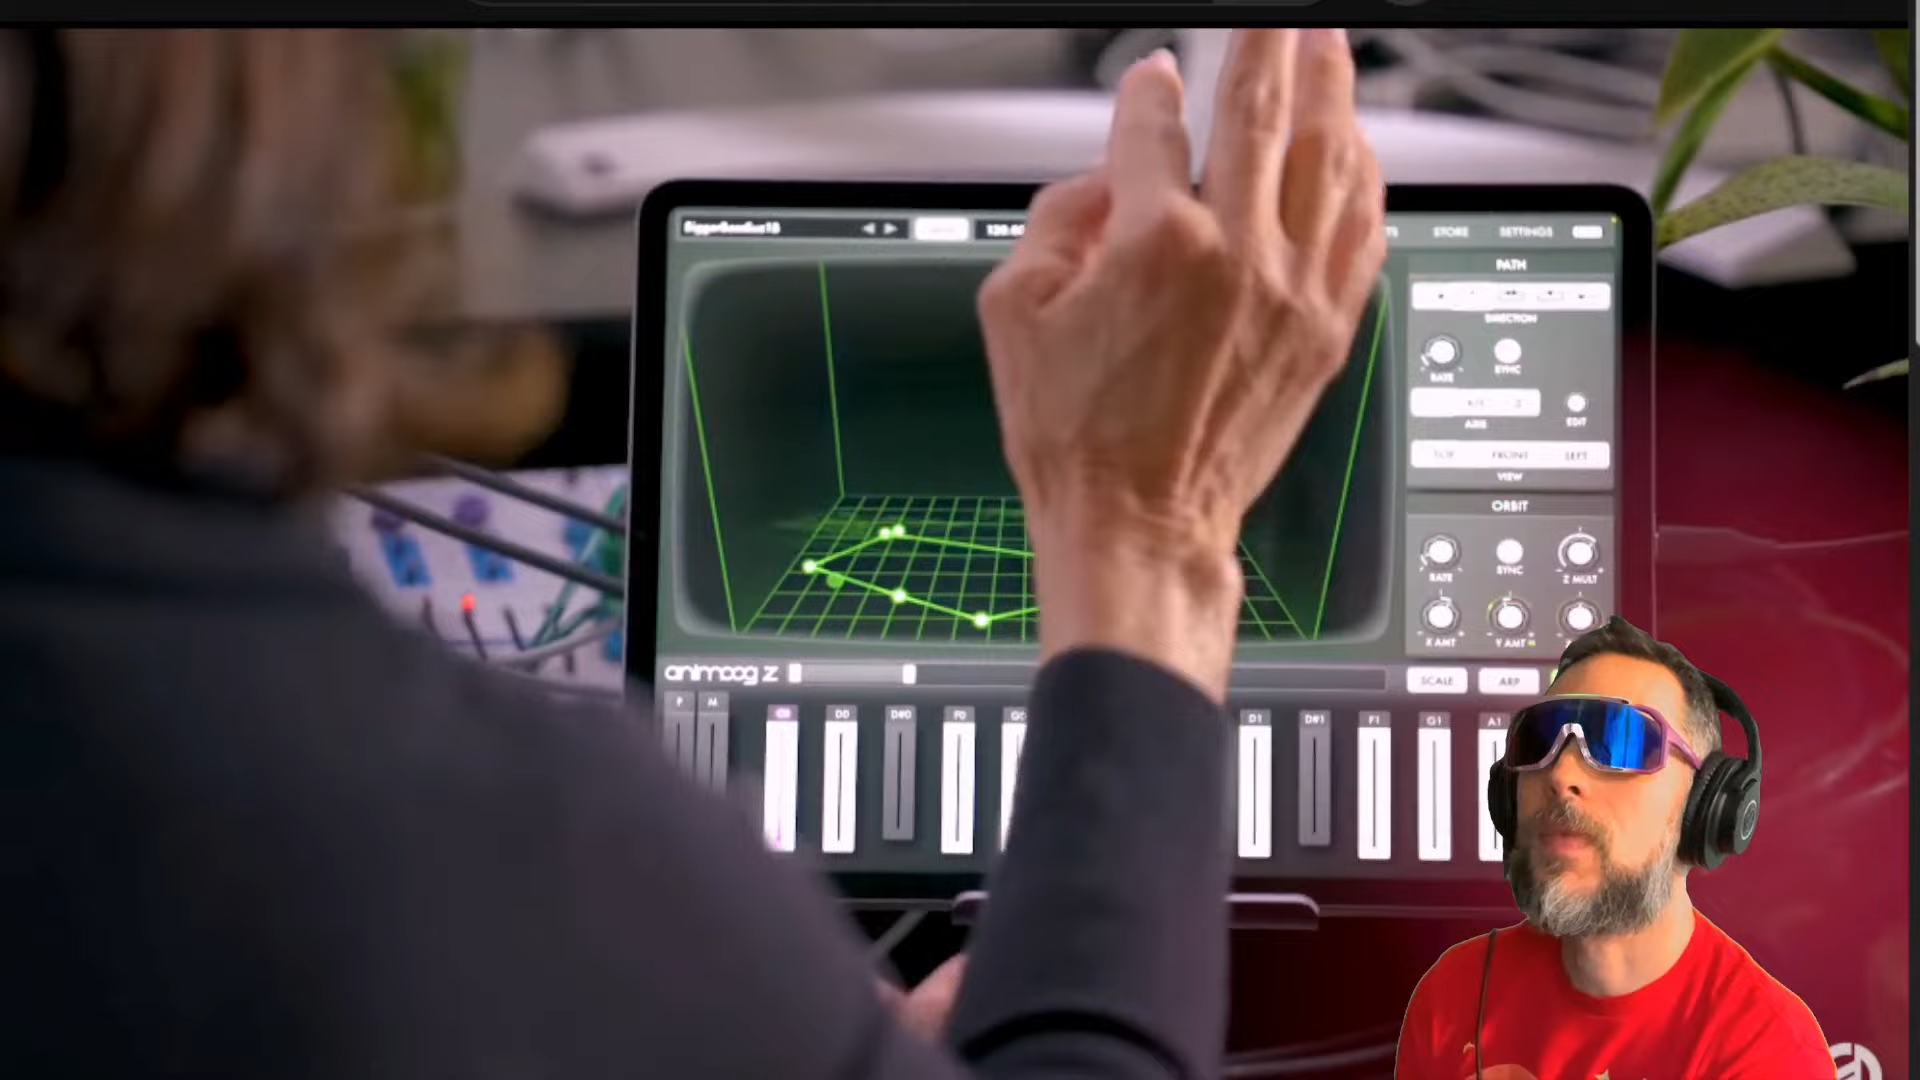 BiggerBassSust1B
STORE SETTINGS
PATH
DIRECTION
RATE SYNC
AXIS EDIT
TOP FRONT LEFT
VIEW
ORBIT
RATE SYNC Z MULT
X AMT Y AMT
animoog z
SCALE ARP
P M
D0 D#0 F0 D1 D#1 F1 G1 A1